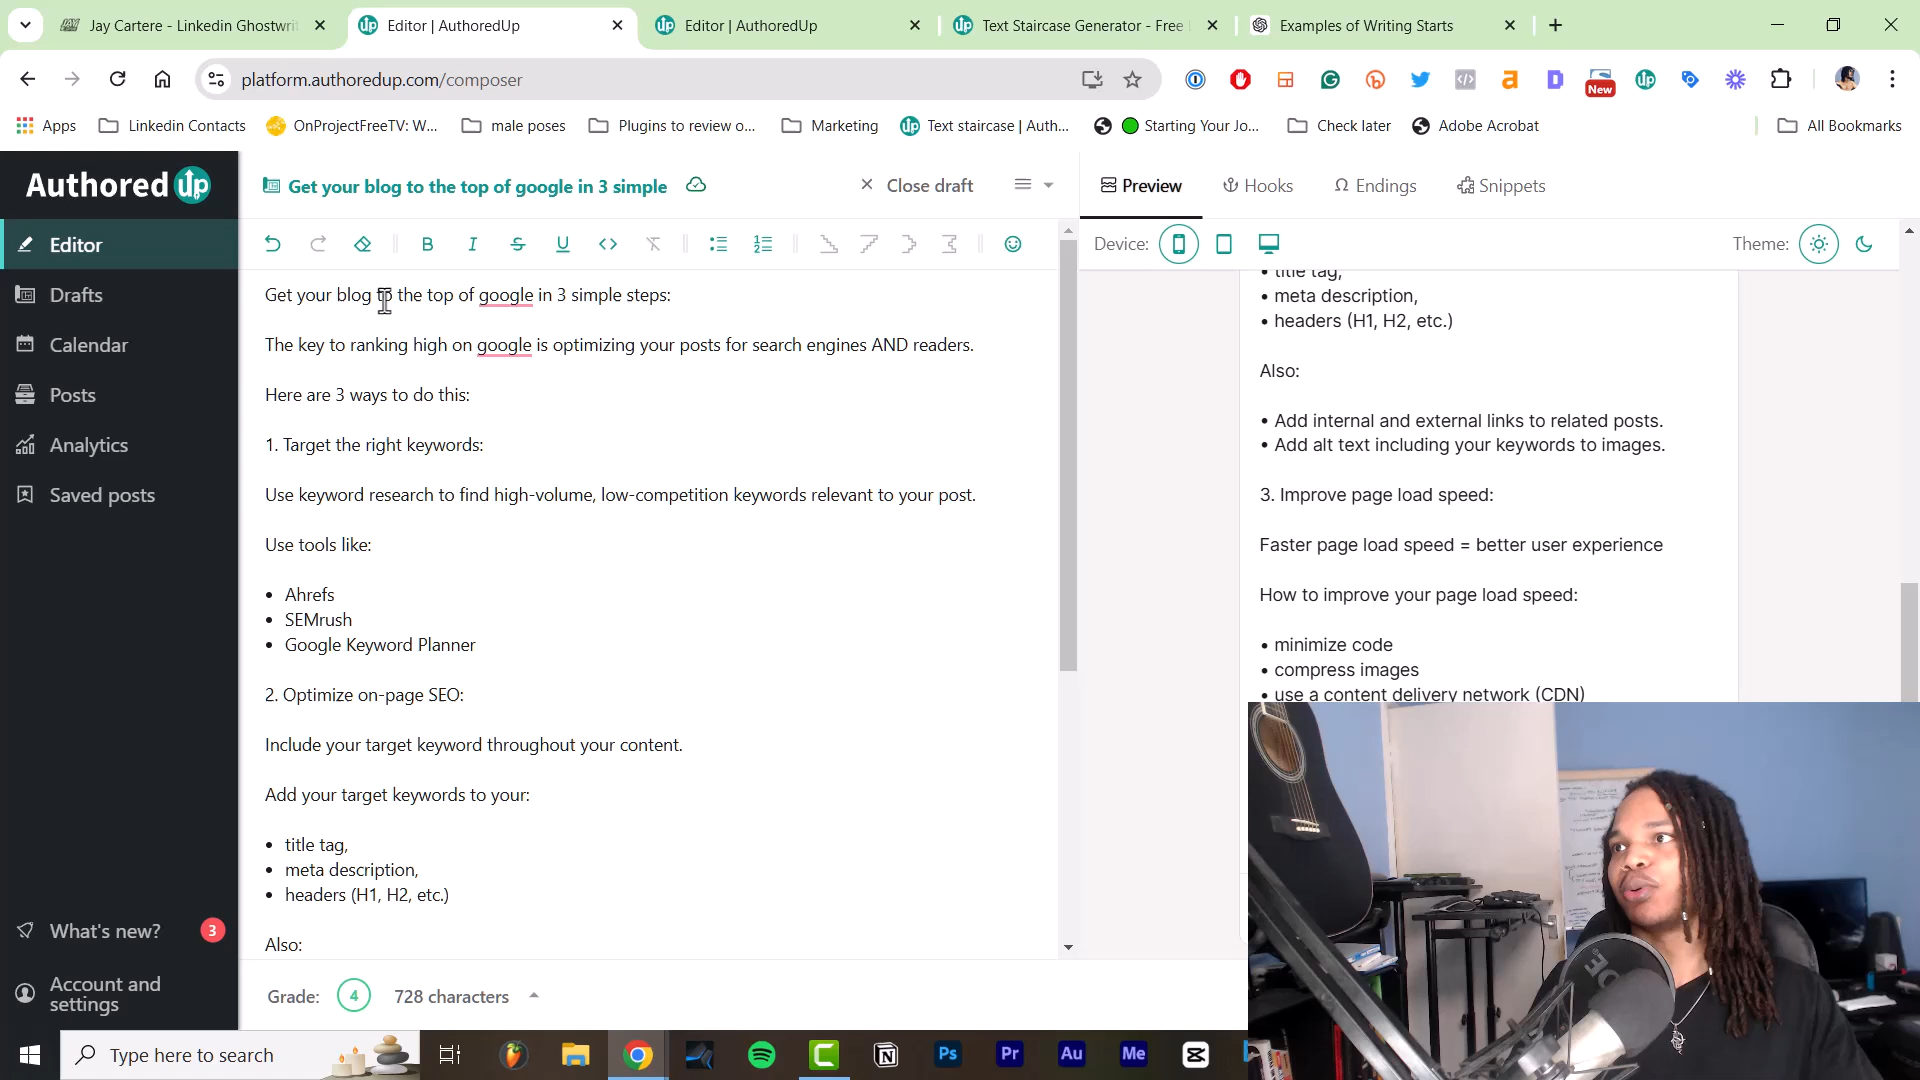 Jay Cartere - Linkedin Ghostwri
Editor | AuthoredUp
Editor | AuthoredUp
Text Staircase Generator - Free
Examples of Writing Starts
platform.authoredup.com/composer
New
Apps
Linkedin Contacts
OnProjectFreeTV: W...
male poses
Plugins to review o...
Marketing
Text staircase | Auth...
Starting Your Jo...
Check later
Adobe Acrobat
All Bookmarks
Authored up
Get your blog to the top of google in 3 simple
Close draft
Preview
Hooks
Endings
Snippets
Editor
Drafts
Calendar
Posts
Analytics
Saved posts
What's new?
3
Account and
settings
B I S U
Device:
Theme:
Get your blog to the top of google in 3 simple steps:
The key to ranking high on google is optimizing your posts for search engines AND readers.
Here are 3 ways to do this:
1. Target the right keywords:
Use keyword research to find high-volume, low-competition keywords relevant to your post.
Use tools like:
• Ahrefs
• SEMrush
• Google Keyword Planner
2. Optimize on-page SEO:
Include your target keyword throughout your content.
Add your target keywords to your:
• title tag,
• meta description,
• headers (H1, H2, etc.)
Also:
Grade:
4
728 characters
• title tag,
• meta description,
• headers (H1, H2, etc.)
Also:
• Add internal and external links to related posts.
• Add alt text including your keywords to images.
3. Improve page load speed:
Faster page load speed = better user experience
How to improve your page load speed:
• minimize code
• compress images
• use a content delivery network (CDN)
Type here to search
Ps
Pr
Au
Me